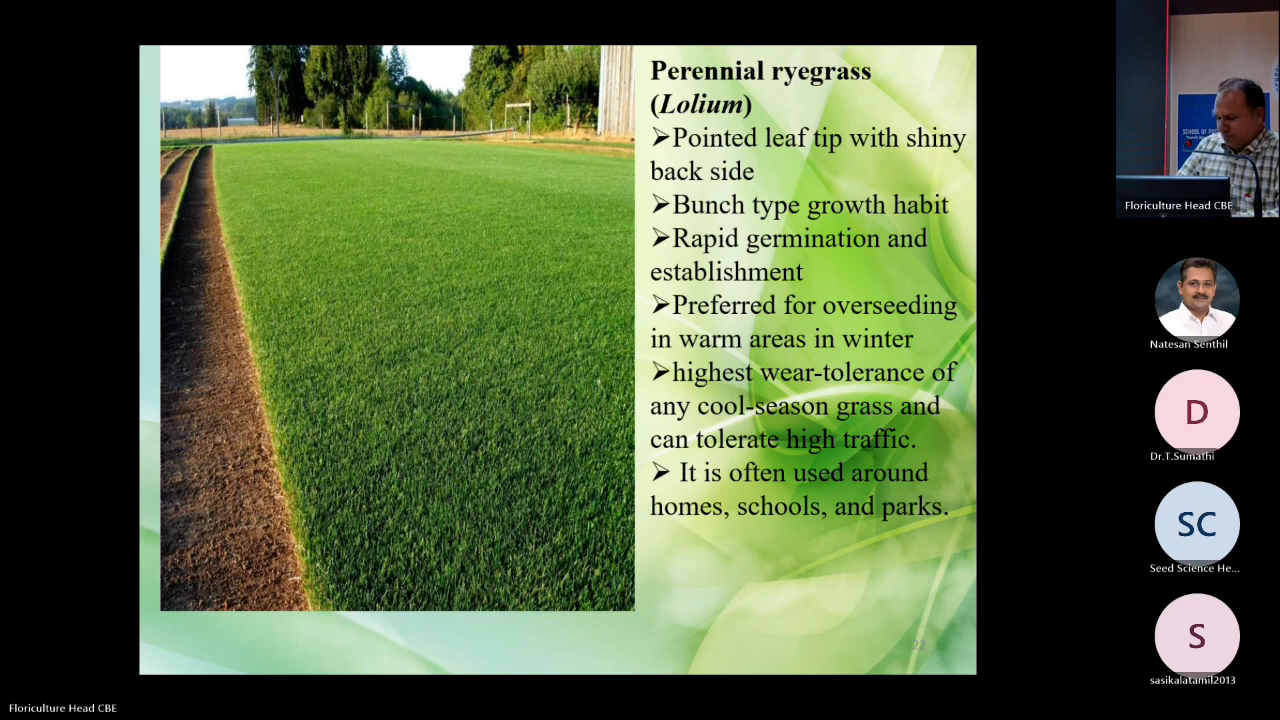 Perennial ryegrass
(Lolium)
➢Pointed leaf tip with shiny
back side
➢Bunch type growth habit
➢Rapid germination and
establishment
➢Preferred for overseeding
in warm areas in winter
➢highest wear-tolerance of
any cool-season grass and
can tolerate high traffic.
➢ It is often used around
homes, schools, and parks.
22
SCHOOL OF
Floriculture Head CBE
Natesan Senthil
D
Dr.T.Sumathi
SC
Seed Science He...
S
sasikalatamil2013
Floriculture Head CBE